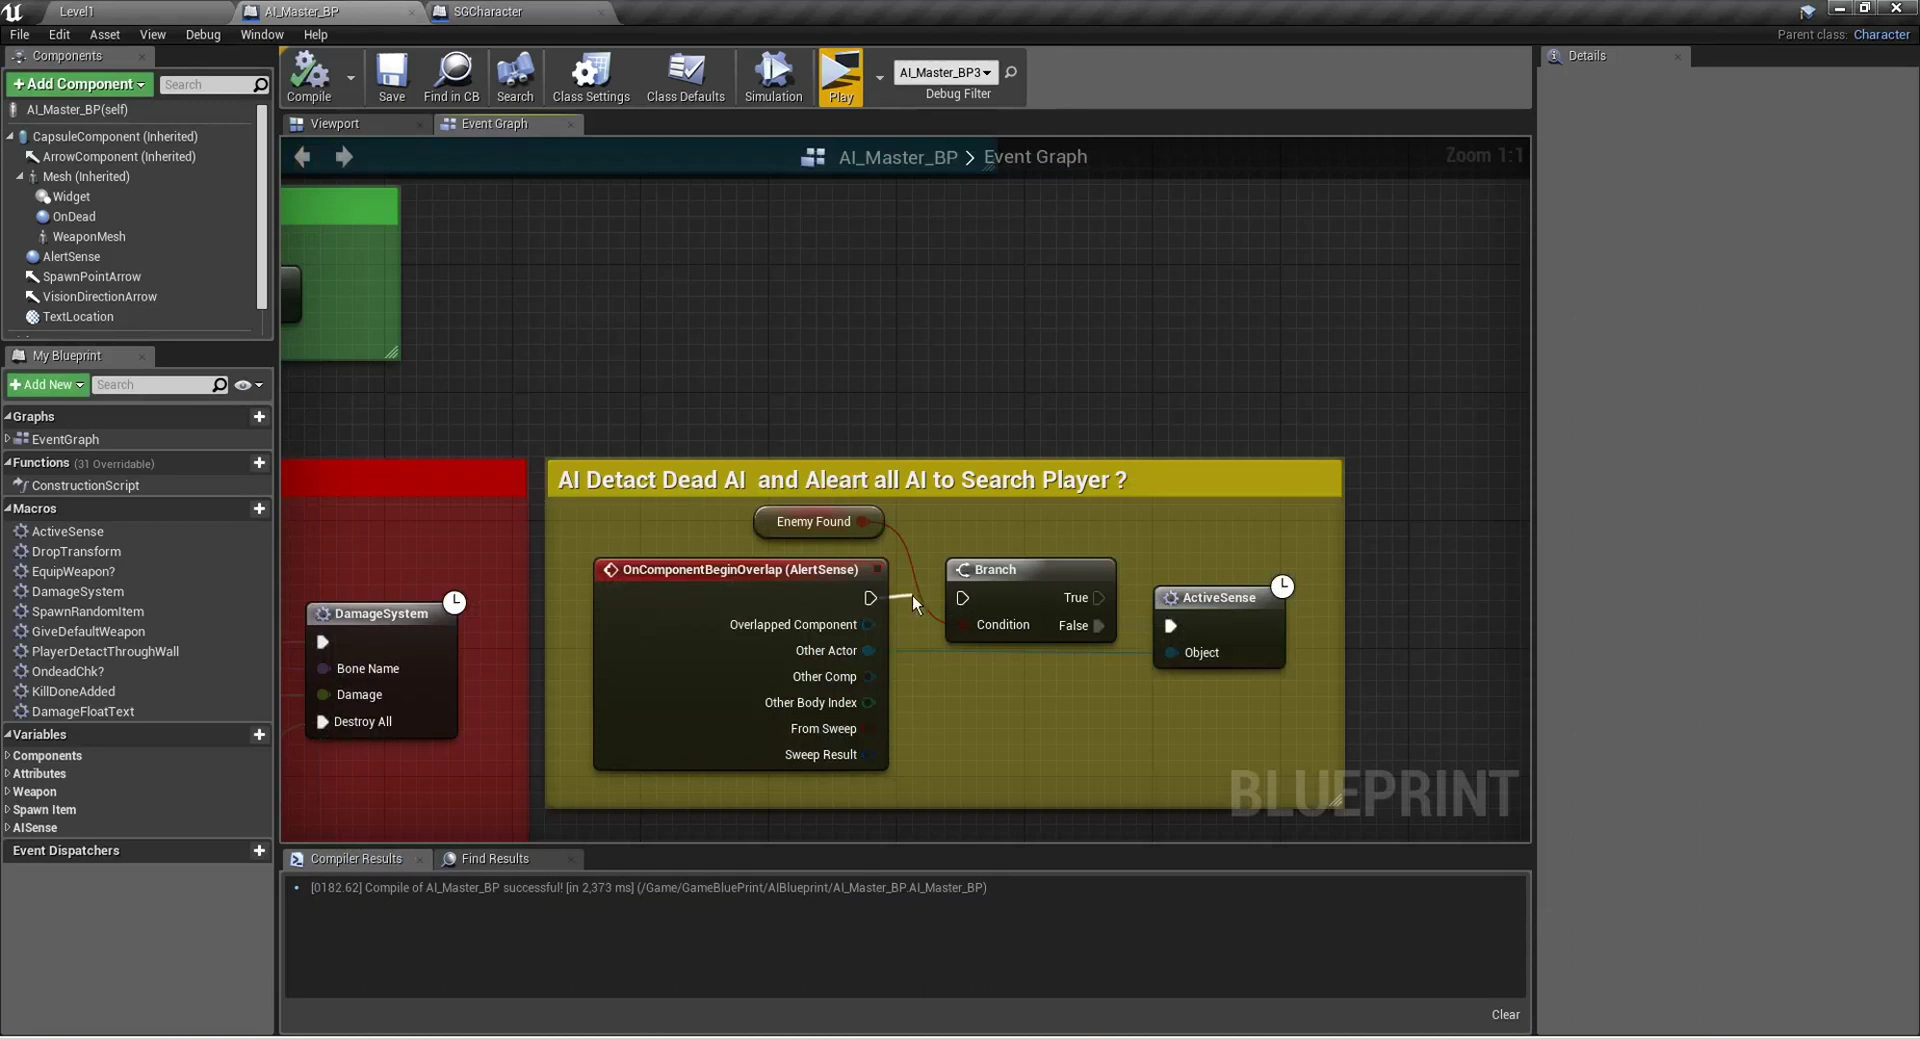 Level1
AI_Master_BP
SGCharacter
File Edit Asset View Debug Window Help
Parent class: Character
Components
+Add Component
Search
AI_Master_BP(self)
CapsuleComponent (Inherited)
ArrowComponent (Inherited)
Mesh (Inherited)
Widget
OnDead
WeaponMesh
AlertSense
SpawnPointArrow
VisionDirectionArrow
TextLocation
My Blueprint
+Add New
Search
Graphs
EventGraph
Functions (31 Overridable)
ConstructionScript
Macros
ActiveSense
DropTransform
EquipWeapon?
DamageSystem
SpawnRandomItem
GiveDefaultWeapon
PlayerDetactThroughWall
OndeadChk?
KillDoneAdded
DamageFloatText
Variables
Components
Attributes
Weapon
Spawn Item
AISense
Event Dispatchers
Compile
Save
Find in CB
Search
Class Settings
Class Defaults
Simulation
Play
AI_Master_BP3
Debug Filter
Viewport
Event Graph
AI_Master_BP > Event Graph
Zoom 1:1
DamageSystem
Bone Name
Damage
Destroy All
AI Detact Dead AI and Aleart all AI to Search Player ?
Enemy Found
OnComponentBeginOverlap (AlertSense)
Overlapped Component
Other Actor
Other Comp
Other Body Index
From Sweep
Sweep Result
Branch
True
Condition
False
ActiveSense
Object
BLUEPRINT
Compiler Results
Find Results
[0182.62] Compile of AI_Master_BP successful! [in 2,373 ms] (/Game/GameBluePrint/AIBlueprint/AI_Master_BP.AI_Master_BP)
Clear
Details